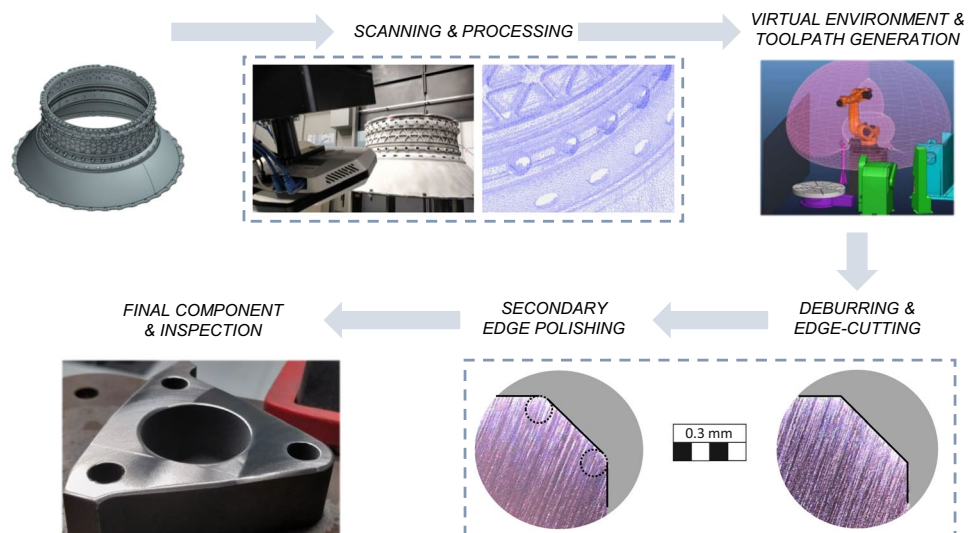 SCANNING & PROCESSING
VIRTUAL ENVIRONMENT &
TOOLPATH GENERATION
FINAL COMPONENT
& INSPECTION
SECONDARY
EDGE POLISHING
DEBURRING &
EDGE-CUTTING
0.3 mm